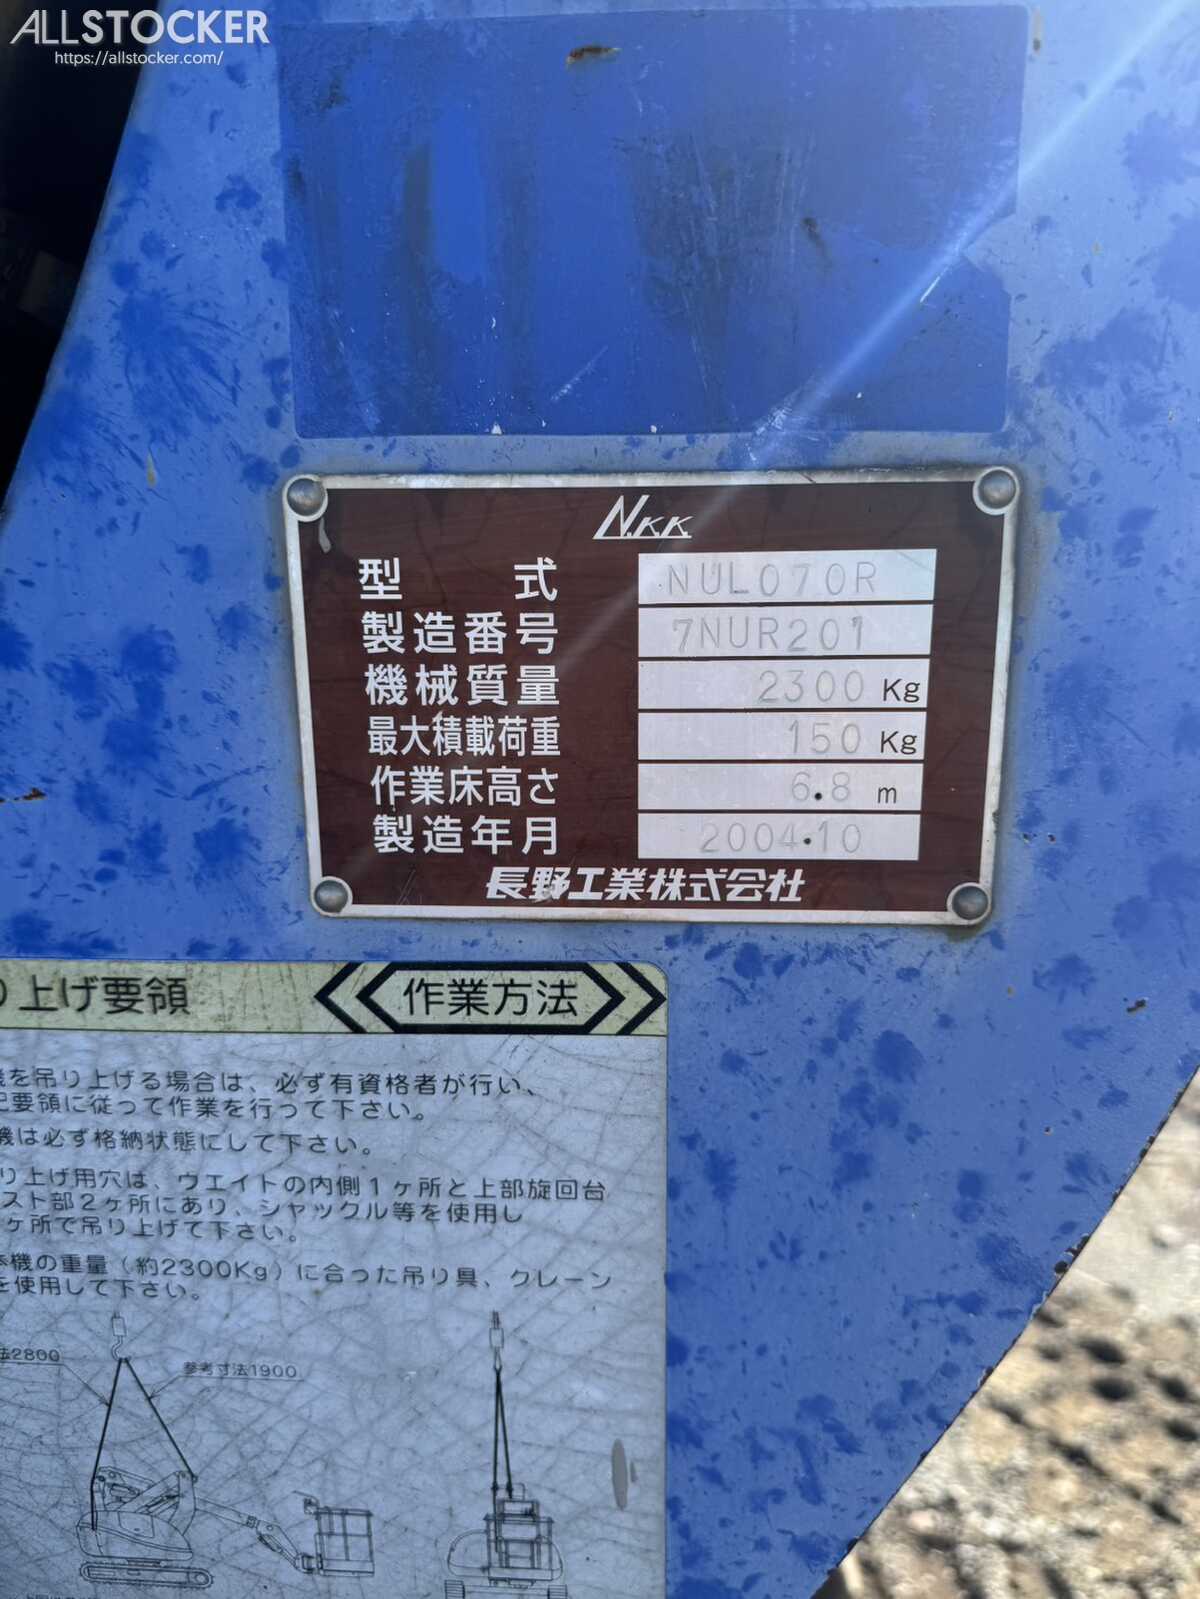 ALLSTOCKER
https://allstocker.com/
N.K.K.
型式 NUL070R
製造番号 7NUR201
機械質量 2300 Kg
最大積載荷重 150 Kg
作業床高さ 6.8 m
製造年月 2004.10
長野工業株式会社
り上げ要領
作業方法
機を吊り上げる場合は、必ず有資格者が行い、
記要領に従って作業を行って下さい。
機は必ず格納状態にして下さい。
り上げ用穴は、ウエイトの内側1ヶ所と上部旋回台
スト部2ヶ所にあり、シャックル等を使用し
ヶ所で吊り上げて下さい。
機の重量（約2300Kg）に合った吊り具、クレーン
を使用して下さい。
法2800
参考寸法1900